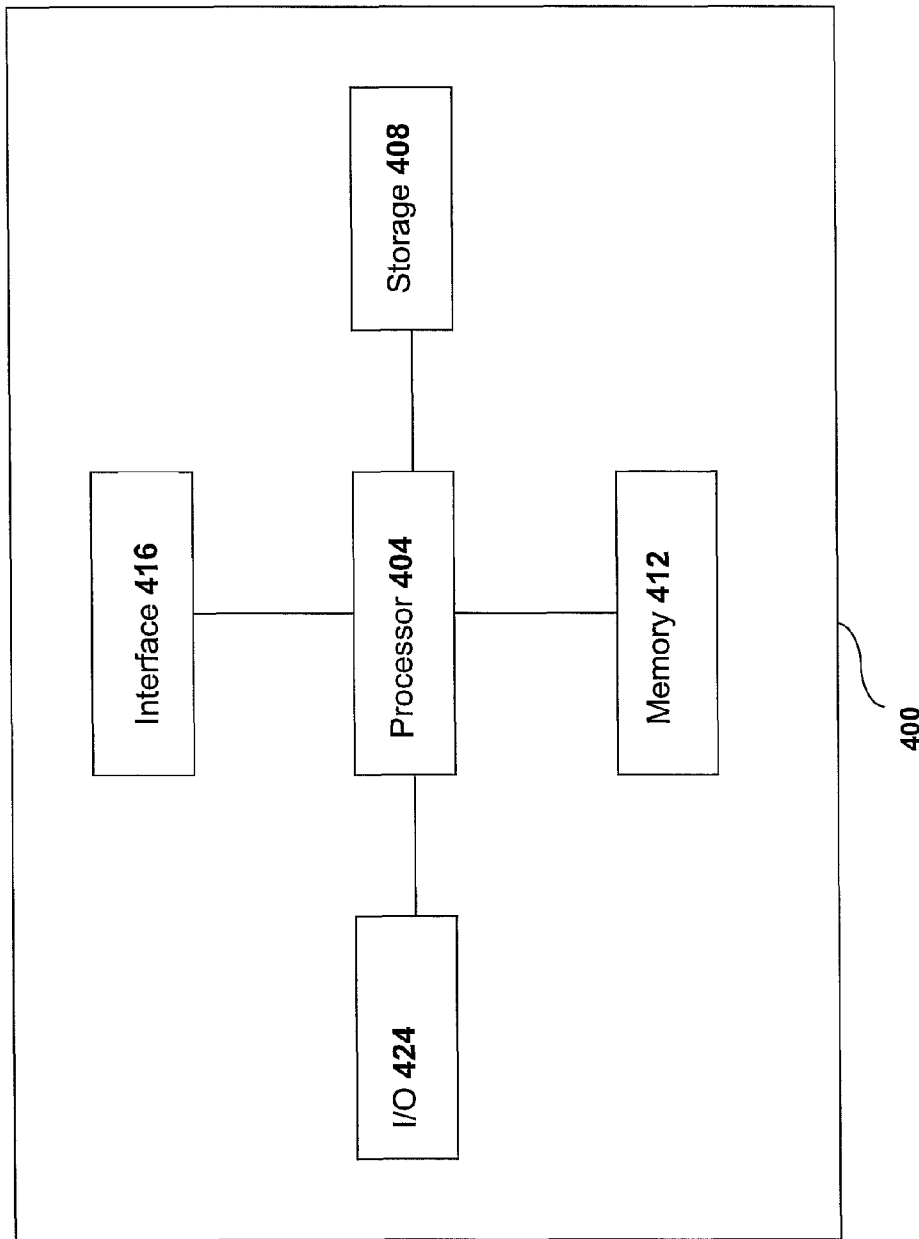 Interface 416
I/O 424
Processor 404
Storage 408
Memory 412
400